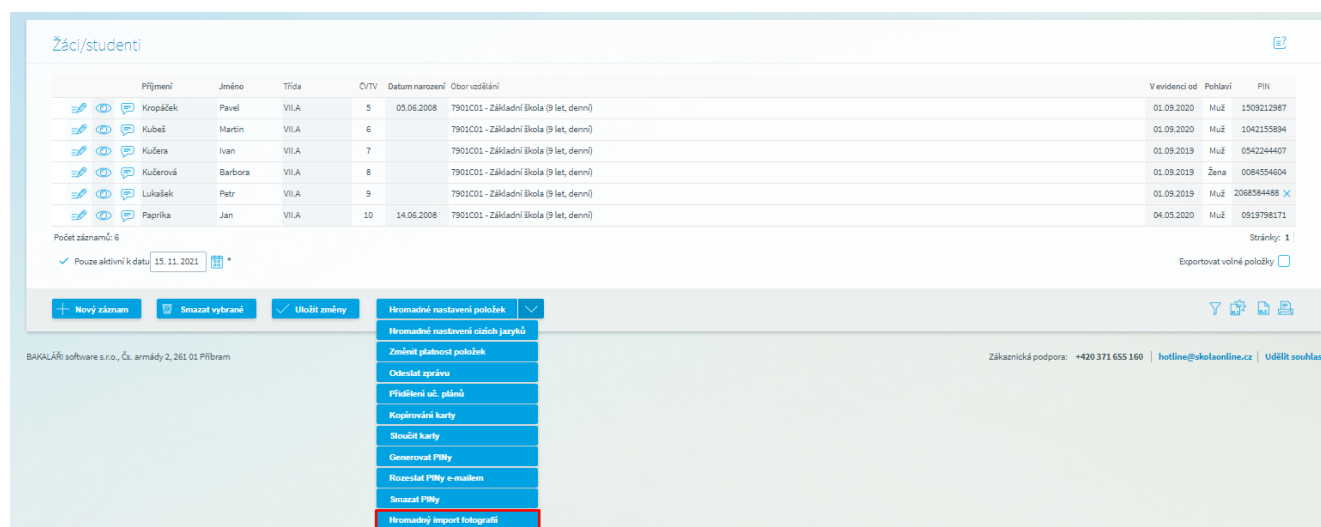 Žáci/studenti
Příjmení Jméno Třída ČVTV Datum narození Obor vzdělání V evidenci od Pohlaví PIN
Kropáček Pavel VII.A 5 05.06.2008 7901C01 - Základní škola (9 let, denní) 01.09.2020 Muž 1509212987
Kubeš Martin VII.A 6 7901C01 - Základní škola (9 let, denní) 01.09.2020 Muž 1042155894
Kučera Ivan VII.A 7 7901C01 - Základní škola (9 let, denní) 01.09.2019 Muž 0542244407
Kučerová Barbora VII.A 8 7901C01 - Základní škola (9 let, denní) 01.09.2019 Žena 0084554604
Lukašek Petr VII.A 9 7901C01 - Základní škola (9 let, denní) 01.09.2019 Muž 2068584488
Paprika Jan VII.A 10 14.06.2008 7901C01 - Základní škola (9 let, denní) 04.05.2020 Muž 0919798171
Počet záznamů: 6 Stránky: 1
Pouze aktivní k datu 15. 11. 2021 * Exportovat volné položky
Nový záznam Smazat vybrané Uložit změny Hromadné nastavení položek
Hromadné nastavení cizích jazyků
BAKALÁŘI software s.r.o., Čs. armády 2, 261 01 Příbram Změnit platnost položek Zákaznická podpora: +420 371 655 160 | hotline@skolaonline.cz | Udělit souhlas
Odeslat zprávu
Přidělení uč. plánů
Kopírování karty
Sloučit karty
Generovat PINy
Rozeslat PINy e-mailem
Smazat PINy
Hromadný import fotografií